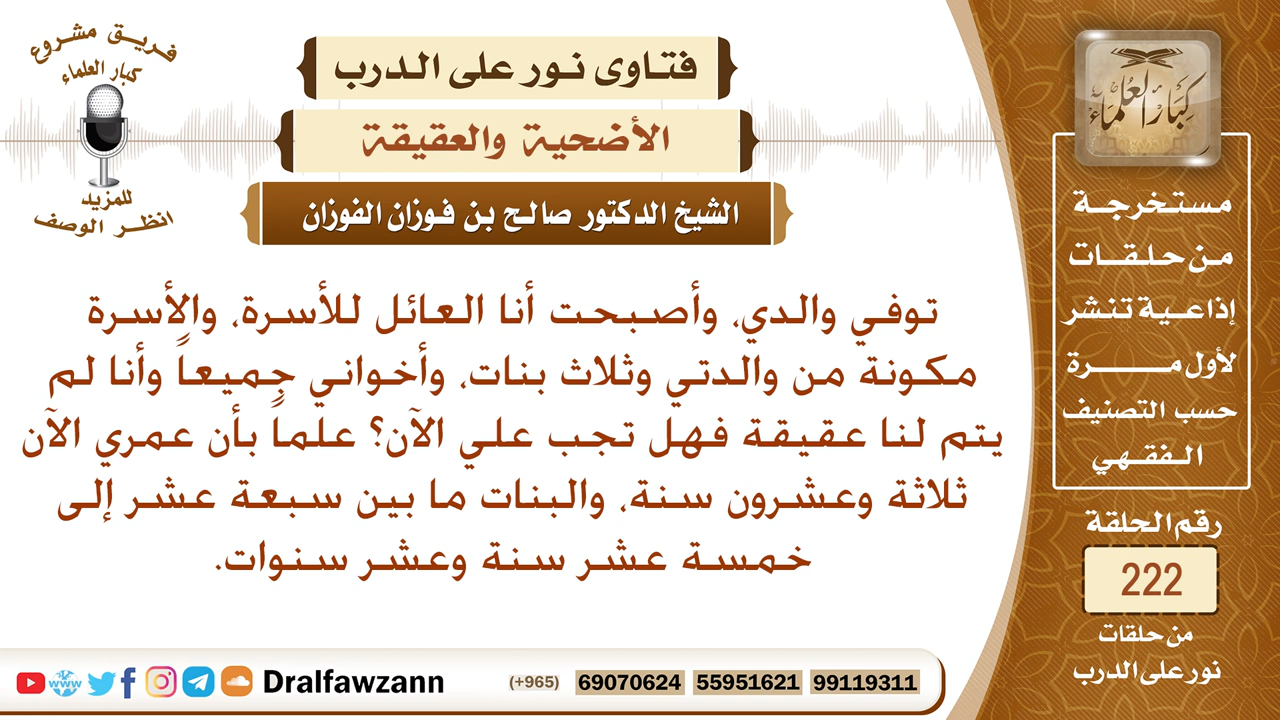 فريق مشروع
كبار العلماء
للمزيد
انظر الوصف
فتاوى نور على الدرب
الأضحية والعقيقة
الشيخ الدكتور صالح بن فوزان الفوزان
توفي والدي، وأصبحت أنا العائل للأسرة، والأسرة
مكونة من والدتي وثلاث بنات، وأخواني جميعاً وأنا لم
يتم لنا عقيقة فهل تجب علي الآن؟ علماً بأن عمري الآن
ثلاثة وعشرون سنة، والبنات ما بين سبعة عشر إلى
خمسة عشر سنة وعشر سنوات.
كبار العلماء
مستخرجة
من حلقات
إذاعية تنشر
لأول مرة
حسب التصنيف
الفقهي
رقم الحلقة
222
من حلقات
نور على الدرب
www
Dralfawzann
(+965) 69070624 55951621 99119311